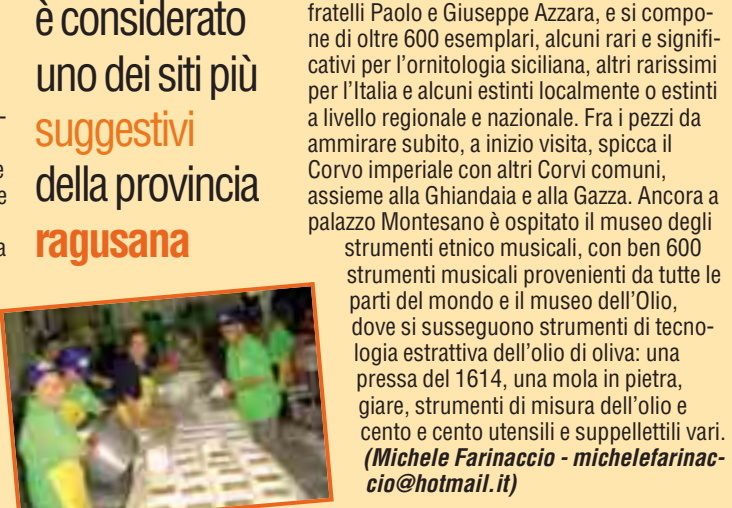 -
e
e
a
è considerato
uno dei siti più
suggestivi
della provincia
ragusana
fratelli Paolo e Giuseppe Azzara, e si compo-
ne di oltre 600 esemplari, alcuni rari e signifi-
cativi per l'ornitologia siciliana, altri rarissimi
per l'Italia e alcuni estinti localmente o estinti
a livello regionale e nazionale. Fra i pezzi da
ammirare subito, a inizio visita, spicca il
Corvo imperiale con altri Corvi comuni,
assieme alla Ghiandaia e alla Gazza. Ancora a
palazzo Montesano è ospitato il museo degli
strumenti etnico musicali, con ben 600
strumenti musicali provenienti da tutte le
parti del mondo e il museo dell'Olio,
dove si susseguono strumenti di tecno-
logia estrattiva dell'olio di oliva: una
pressa del 1614, una mola in pietra,
giare, strumenti di misura dell'olio e
cento e cento utensili e suppellettili vari.
(Michele Farinaccio - michelefarinac-
cio@hotmail.it)